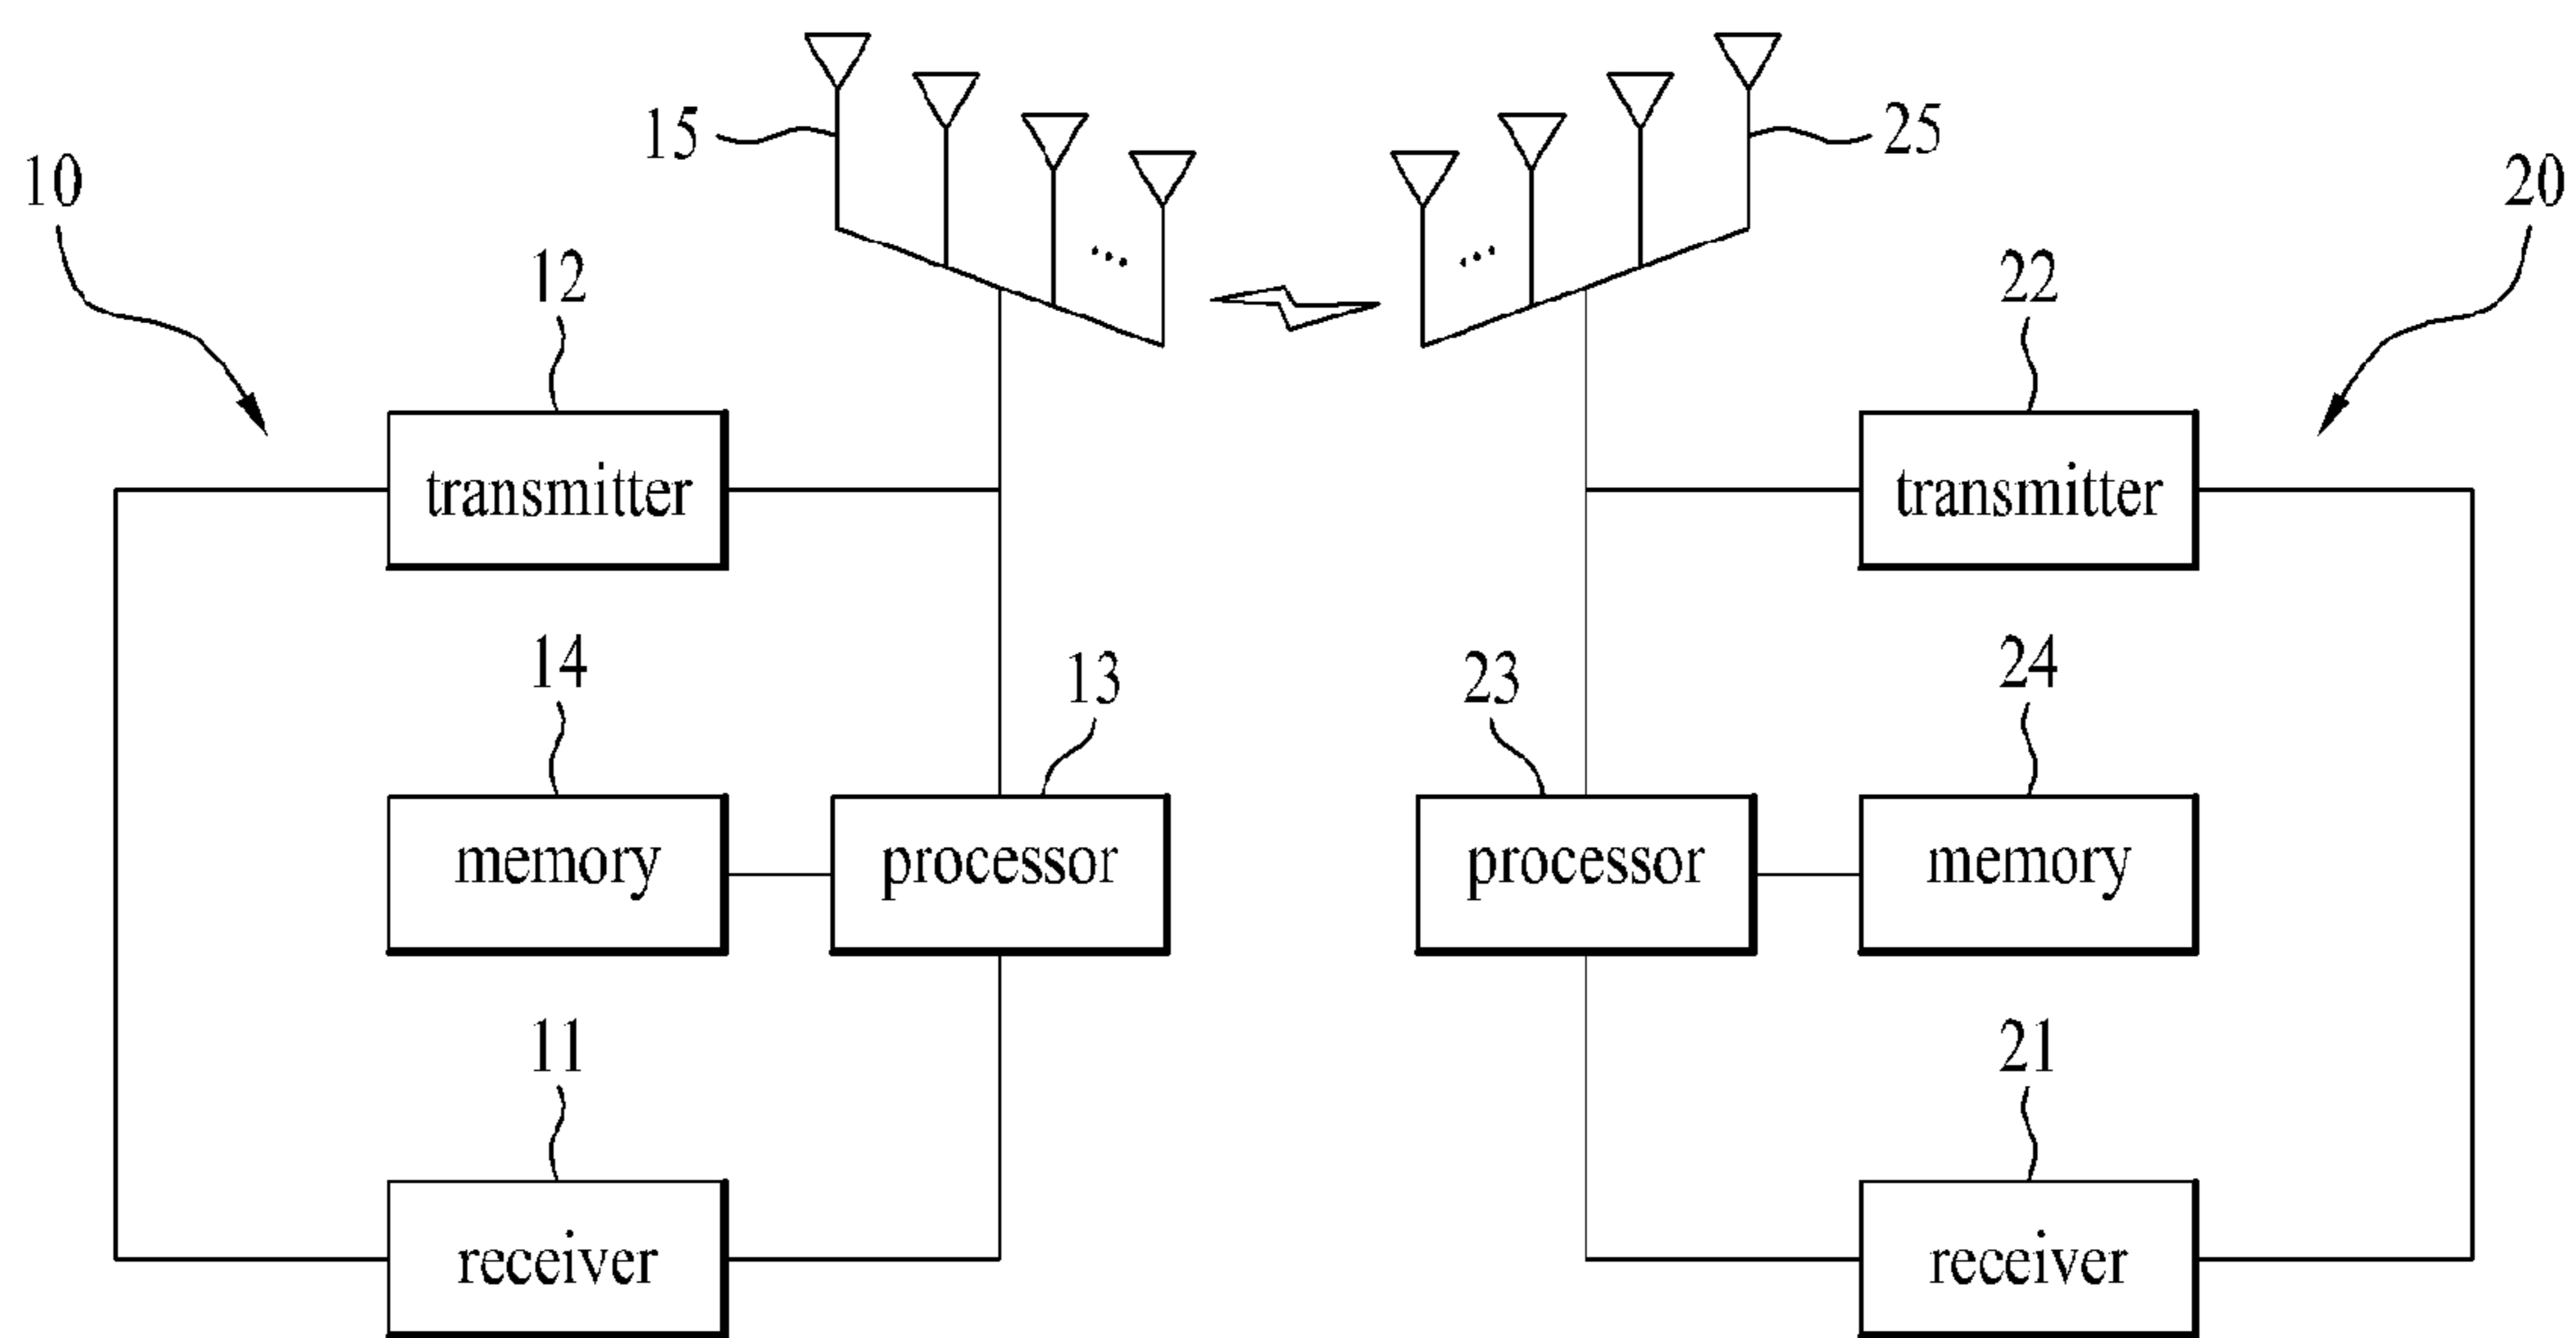 15
25
10
20
12
22
transmitter
transmitter
14
13
23
24
memory
processor
processor
memory
11
21
receiver
receiver